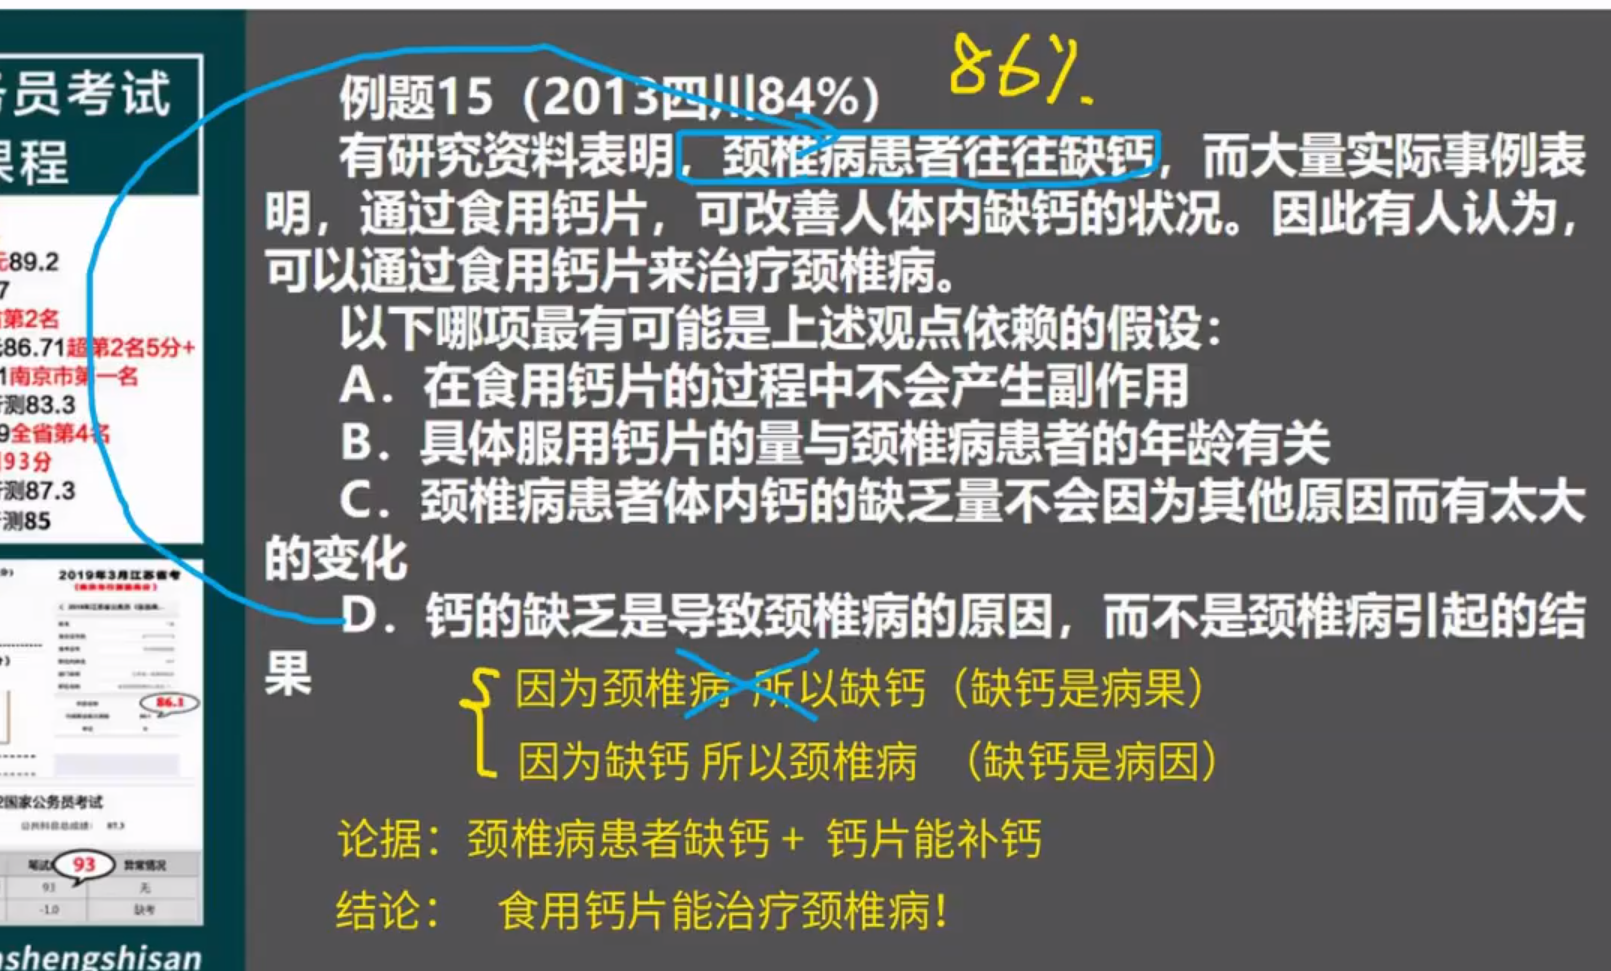 务员考试
课程
元89.2
7
省第2名
86.71超第2名5分+
1南京市第一名
行测83.3
9全省第4名
93分
行测87.3
行测85
2019年3月江苏省考
86.1
国家公务员考试
87.3
笔试 93 异常情况
93 无
-1.0 缺考
shengshisan
86%.
例题15（2013四川84%）
有研究资料表明，颈椎病患者往往缺钙，而大量实际事例表
明，通过食用钙片，可改善人体内缺钙的状况。因此有人认为，
可以通过食用钙片来治疗颈椎病。
以下哪项最有可能是上述观点依赖的假设：
A．在食用钙片的过程中不会产生副作用
B．具体服用钙片的量与颈椎病患者的年龄有关
C．颈椎病患者体内钙的缺乏量不会因为其他原因而有太大
的变化
D．钙的缺乏是导致颈椎病的原因，而不是颈椎病引起的结
果
因为颈椎病 所以缺钙（缺钙是病果）
因为缺钙 所以颈椎病 （缺钙是病因）
论据：颈椎病患者缺钙 + 钙片能补钙
结论： 食用钙片能治疗颈椎病！